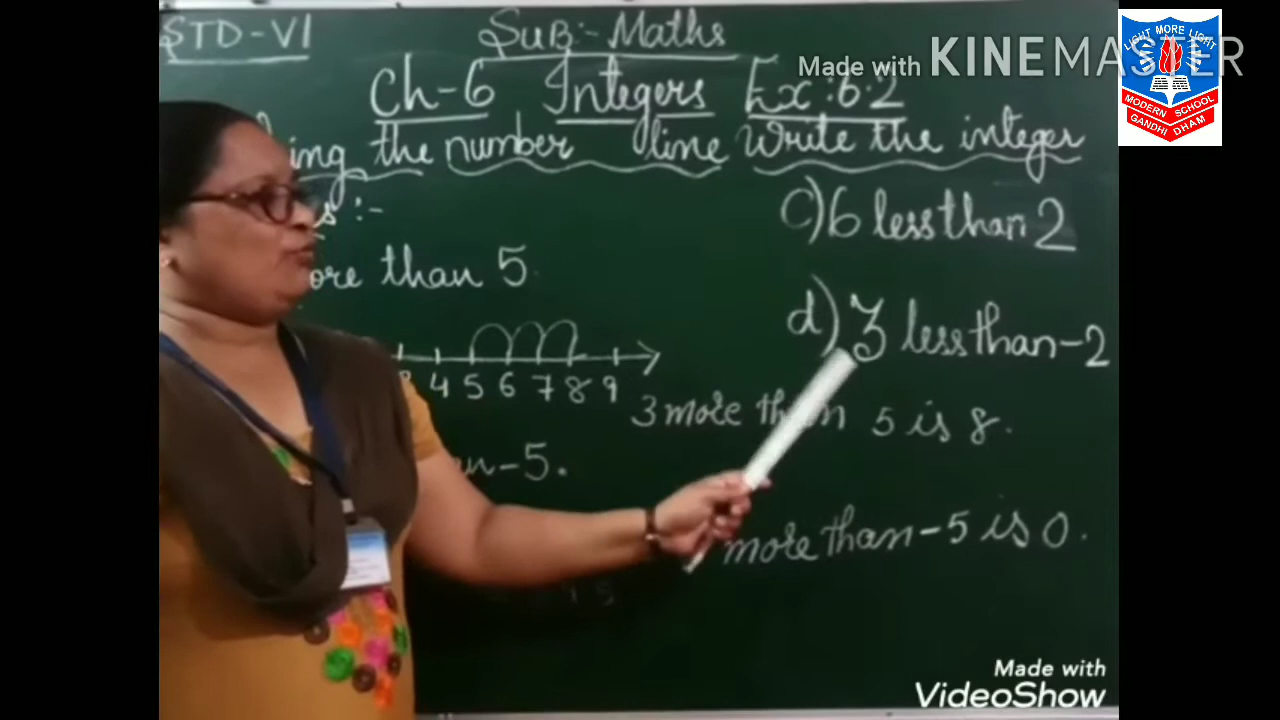 STD-VI
SUB:- Maths
Made with KINEMASTER
LIGHT MORE LIGHT
MODERN SCHOOL
GANDHIDHAM
Ch-6 Integers Ex:6.2
ing the number line Write the integer
s:-
c) 6 less than 2
ore than 5.
d) 3 less than -2
4 5 6 7 8 9
3 more than 5 is 8.
an -5.
more than -5 is 0.
Made with
VideoShow